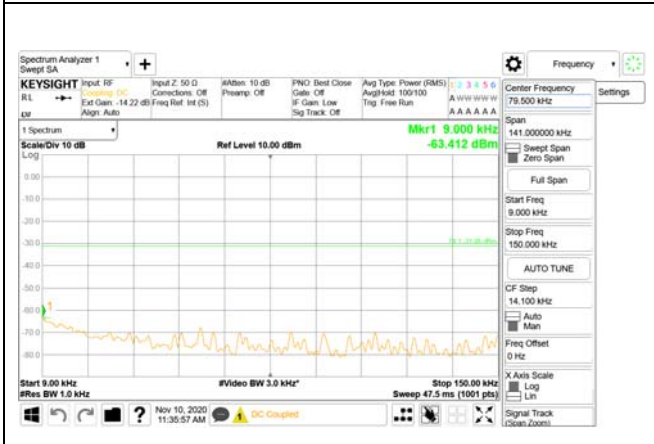 Spectrum Analyzer 1
Swept SA
+
Frequency
KEYSIGHT
RL
Input: RF
Coupling: DC
Ext Gain: -14.22 dB
Align: Auto
Input Z: 50 Ω
Corrections: Off
Freq Ref: Int (S)
#Atten: 10 dB
Preamp: Off
PNO: Best Close
Gate: Off
IF Gain: Low
Sig Track: Off
Avg Type: Power (RMS)
Avg|Hold: 100/100
Trig: Free Run
1 2 3 4 5 6
A W W W W W
A A A A A A
1 Spectrum
Scale/Div 10 dB
Ref Level 10.00 dBm
Mkr1 9.000 kHz
-63.412 dBm
Log
0.00
-10.0
-20.0
-30.0
-40.0
-50.0
-60.0
-70.0
-80.0
1
Start 9.00 kHz
#Res BW 1.0 kHz
#Video BW 3.0 kHz*
Stop 150.00 kHz
Sweep 47.5 ms (1001 pts)
Nov 10, 2020
11:35:57 AM
DC Coupled
Center Frequency
79.500 kHz
Settings
Span
141.000000 kHz
Swept Span
Zero Span
Full Span
Start Freq
9.000 kHz
Stop Freq
150.000 kHz
AUTO TUNE
CF Step
14.100 kHz
Auto
Man
Freq Offset
0 Hz
X Axis Scale
Log
Lin
Signal Track
(Span Zoom)